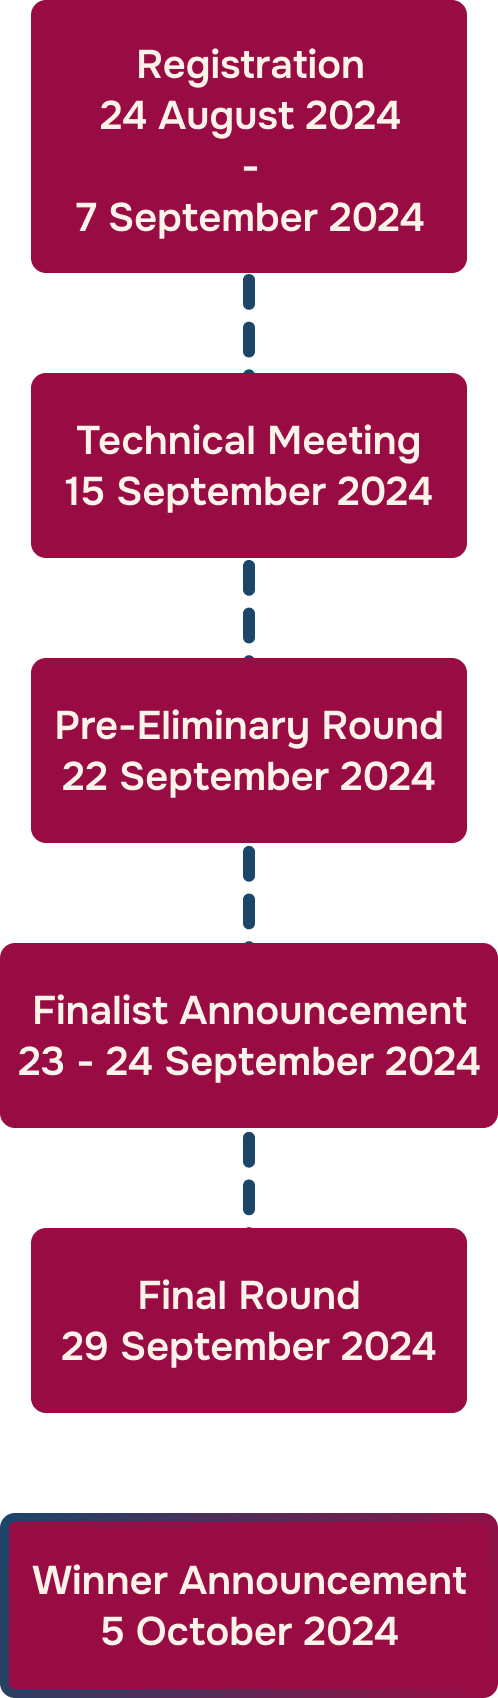 Registration
24 August 2024
-
7 September 2024
Technical Meeting
15 September 2024
Pre-Eliminary Round
22 September 2024
Finalist Announcement
23 - 24 September 2024
Final Round
29 September 2024
Winner Announcement
5 October 2024